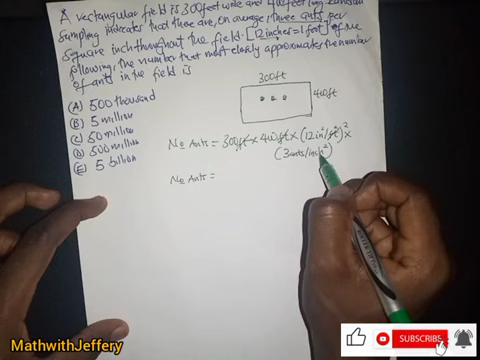 A rectangular field is 300 feet wide and 400 feet long. Random
Sampling indicates that there are, on average, three ants per
Square inch throughout the field. [12 inches = 1 foot] Of the
following, the number that most closely approximates the number
of ants in the field is
(A) 500 thousand
(B) 5 million
(C) 50 million
(D) 500 million
(E) 5 billion
300ft
400ft
No Ants = 300ft × 400ft × (12in/ft)² ×
(3ants/inch²)
No Ants =
MathwithJeffery
SUBSCRIBE